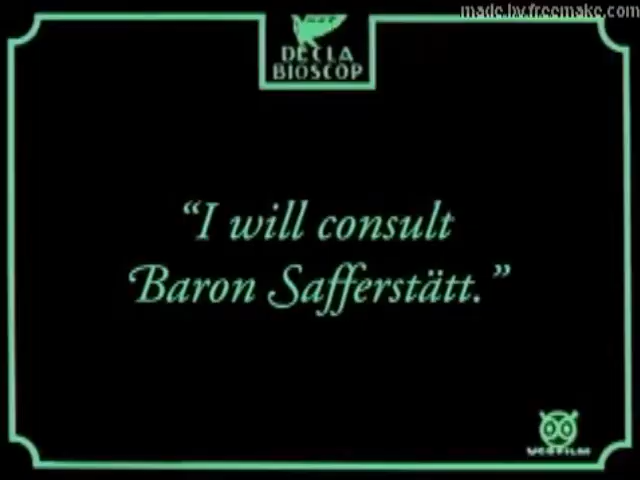 made.by.freemake.com
DECLA
BIOSCOP
“I will consult
Baron Safferstätt.”